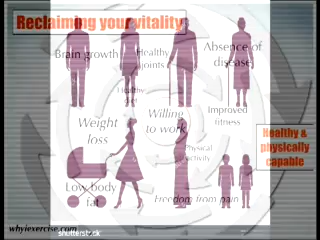 Reclaiming your vitality
Brain growth
Healthy
joints
Absence of
disease
Healthy
Weight
loss
Willing
to work
Improved
fitness
Healthy &
physically
capable
Physical
activity
Low body
fat
Freedom from pain
whyiexercise.com
shutterstock